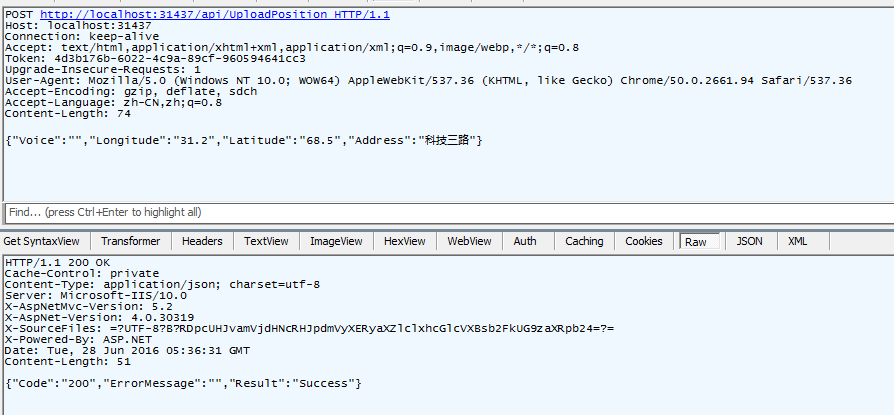 POST http://localhost:31437/api/UploadPosition HTTP/1.1
Host: localhost:31437
Connection: keep-alive
Accept: text/html,application/xhtml+xml,application/xml;q=0.9,image/webp,*/*;q=0.8
Token: 4d3b176b-6022-4c9a-89cf-960594641cc3
Upgrade-Insecure-Requests: 1
User-Agent: Mozilla/5.0 (Windows NT 10.0; WOW64) AppleWebKit/537.36 (KHTML, like Gecko) Chrome/50.0.2661.94 Safari/537.36
Accept-Encoding: gzip, deflate, sdch
Accept-Language: zh-CN,zh;q=0.8
Content-Length: 74
{"Voice":"","Longitude":"31.2","Latitude":"68.5","Address":"科技三路"}
Find... (press Ctrl+Enter to highlight all)
Get SyntaxView Transformer Headers TextView ImageView HexView WebView Auth Caching Cookies Raw JSON XML
HTTP/1.1 200 OK
Cache-Control: private
Content-Type: application/json; charset=utf-8
Server: Microsoft-IIS/10.0
X-AspNetMvc-Version: 5.2
X-AspNet-Version: 4.0.30319
X-SourceFiles: =?UTF-8?B?RDpcUHJvamVjdHNcRHJpdmVyXERyaXZlclxhcGlcVXBsb2FkUG9zaXRpb24=?=
X-Powered-By: ASP.NET
Date: Tue, 28 Jun 2016 05:36:31 GMT
Content-Length: 51
{"Code":"200","ErrorMessage":"","Result":"Success"}